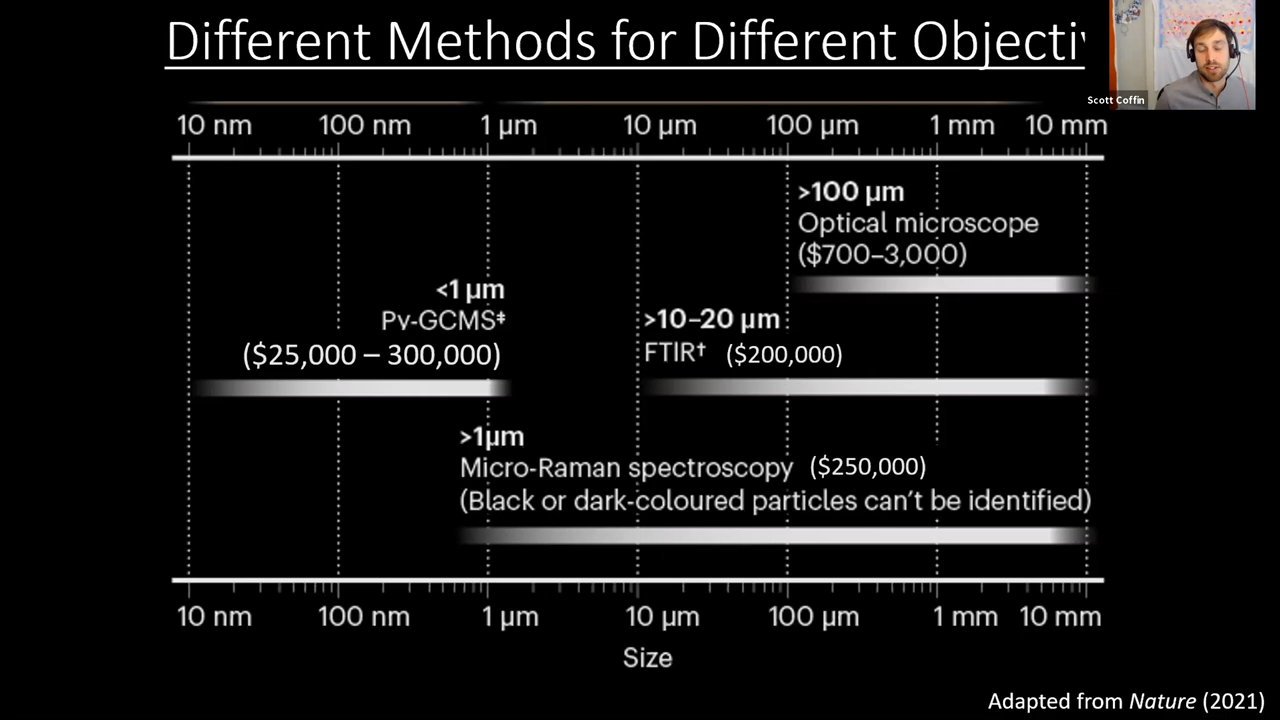 Different Methods for Different Objecti
Scott Coffin
10 nm 100 nm 1 µm 10 µm 100 µm 1 mm 10 mm
>100 µm
Optical microscope
($700–3,000)
<1 µm
Py-GCMS‡
($25,000 – 300,000)
>10–20 µm
FTIR† ($200,000)
>1µm
Micro-Raman spectroscopy ($250,000)
(Black or dark-coloured particles can't be identified)
10 nm 100 nm 1 µm 10 µm 100 µm 1 mm 10 mm
Size
Adapted from Nature (2021)